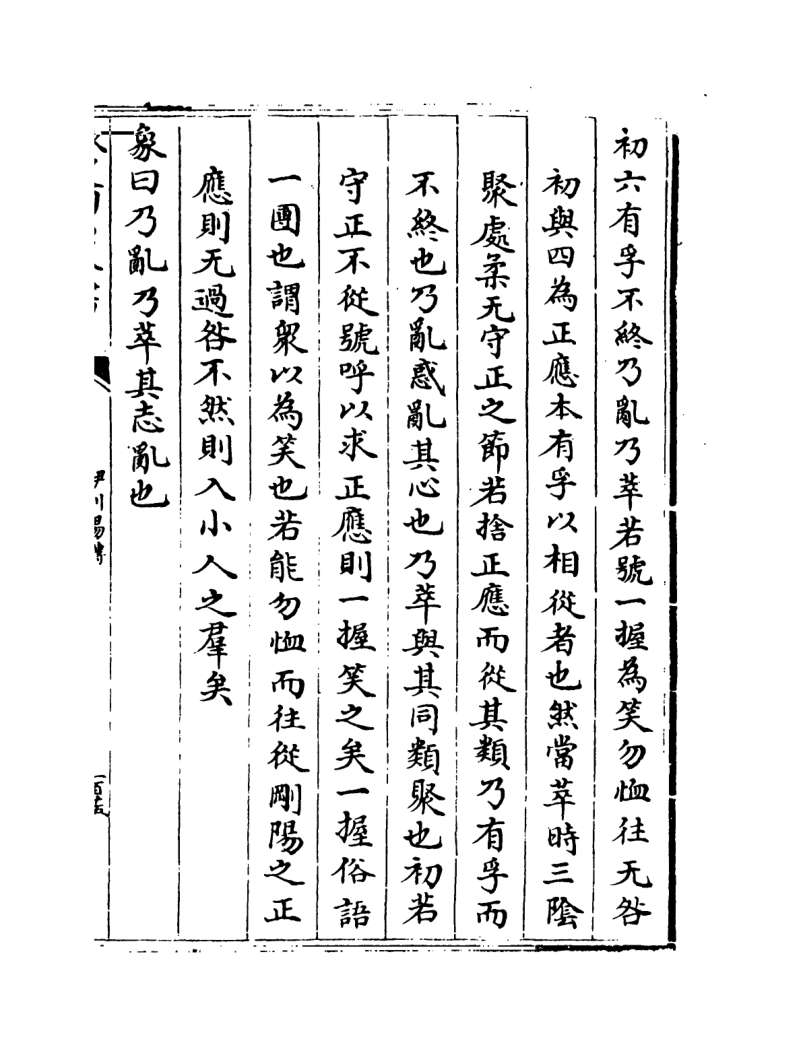 初六有孚不終乃亂乃萃若號一握為笑勿恤往无咎
初與四為正應本有孚以相從者也然當萃時三陰
聚處柔无守正之節若捨正應而從其類乃有孚而
不終也乃亂惑亂其心也乃萃與其同類聚也初若
守正不從號呼以求正應則一握笑之矣一握俗語
一團也謂衆以為笑也若能勿恤而往從剛陽之正
應則无過咎不然則入小人之羣矣
象曰乃亂乃萃其志亂也
伊川易傳